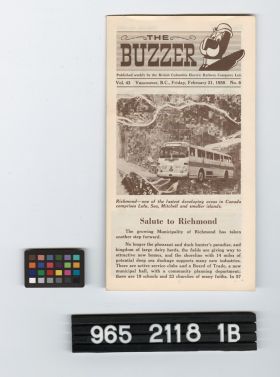 THE
BUZZER
Published weekly by the British Columbia Electric Railway Company Ltd.
Vol. 43 Vancouver, B.C., Friday, February 21, 1958 No. 8
Richmond—one of the fastest developing areas in Canada
comprises Lulu, Sea, Mitchell and smaller islands.
Salute to Richmond
The growing Municipality of Richmond has taken
another step forward.
No longer the pheasant and duck hunter's paradise, and
kingdom of large dairy herds, the fields are giving way to
attractive new homes, and the shoreline with 14 miles of
potential deep sea dockage supports many new industries.
There are active service clubs and a Board of Trade, a new
municipal hall, with a community planning department;
there are 19 schools and 23 churches of many faiths. In 57
965 2118 1B